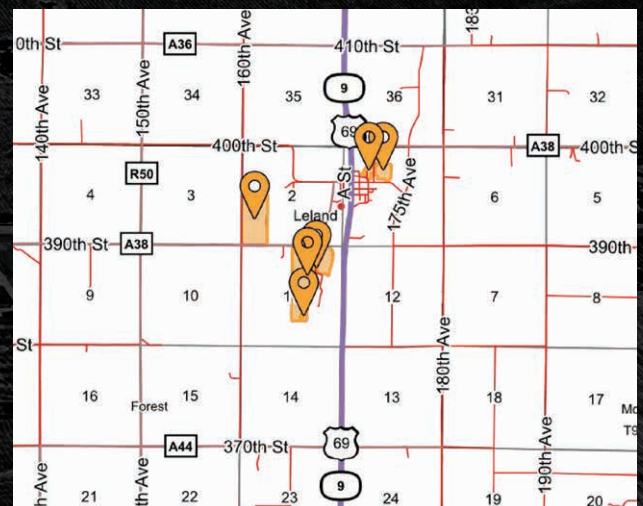 183
0th St
A36
410th St
160th Ave
140th Ave
150th Ave
33
34
35
9
36
31
32
69
400th St
A38
400th S
R50
4
3
2
A St
175th Ave
6
5
Leland
390th St
A38
390th
9
10
1
12
7
8
St
180th Ave
16
15
14
13
18
17
Forest
Mo
T9
A44
370th St
69
190th Ave
h Ave
th Ave
9
21
22
23
24
19
20